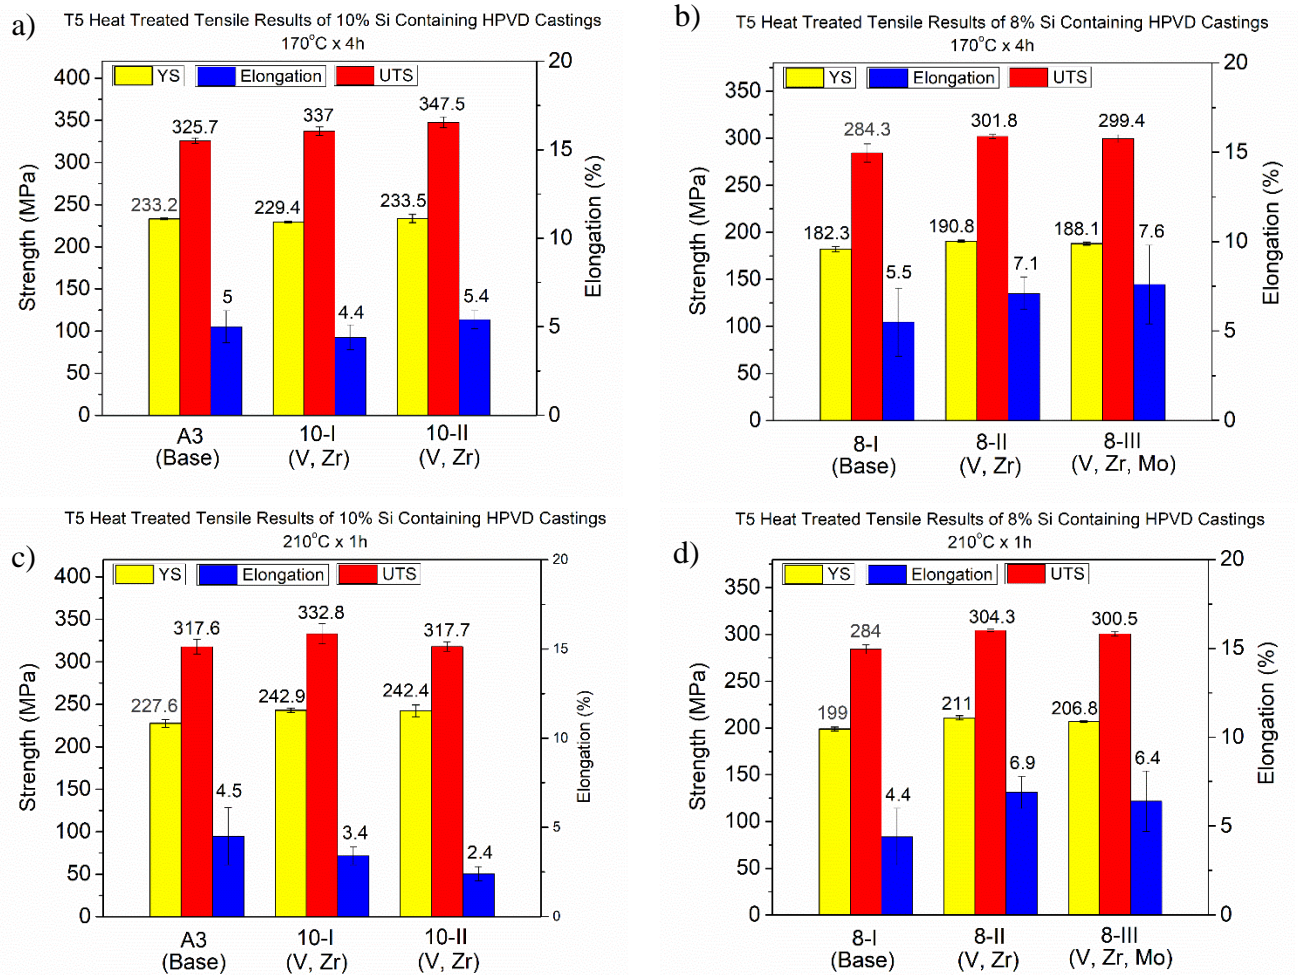 a)
T5 Heat Treated Tensile Results of 10% Si Containing HPVD Castings
170°C x 4h
YS Elongation UTS
Strength (MPa)
400
350
300
250
200
150
100
50
0
233.2 325.7 5
229.4 337 4.4
233.5 347.5 5.4
20
15
10
5
0
Elongation (%)
A3 10-I 10-II
(Base) (V, Zr) (V, Zr)
b)
T5 Heat Treated Tensile Results of 8% Si Containing HPVD Castings
170°C x 4h
YS Elongation UTS
Strength (MPa)
350
300
250
200
150
100
50
0
182.3 284.3 5.5
190.8 301.8 7.1
188.1 299.4 7.6
20
15
10
5
0
Elongation (%)
8-I 8-II 8-III
(Base) (V, Zr) (V, Zr, Mo)
c)
T5 Heat Treated Tensile Results of 10% Si Containing HPVD Castings
210°C x 1h
YS Elongation UTS
Strength (MPa)
400
350
300
250
200
150
100
50
0
227.6 317.6 4.5
242.9 332.8 3.4
242.4 317.7 2.4
20
15
10
5
0
Elongation (%)
A3 10-I 10-II
(Base) (V, Zr) (V, Zr)
d)
T5 Heat Treated Tensile Results of 8% Si Containing HPVD Castings
210°C x 1h
YS Elongation UTS
Strength (MPa)
350
300
250
200
150
100
50
0
199 284 4.4
211 304.3 6.9
206.8 300.5 6.4
20
15
10
5
0
Elongation (%)
8-I 8-II 8-III
(Base) (V, Zr) (V, Zr, Mo)